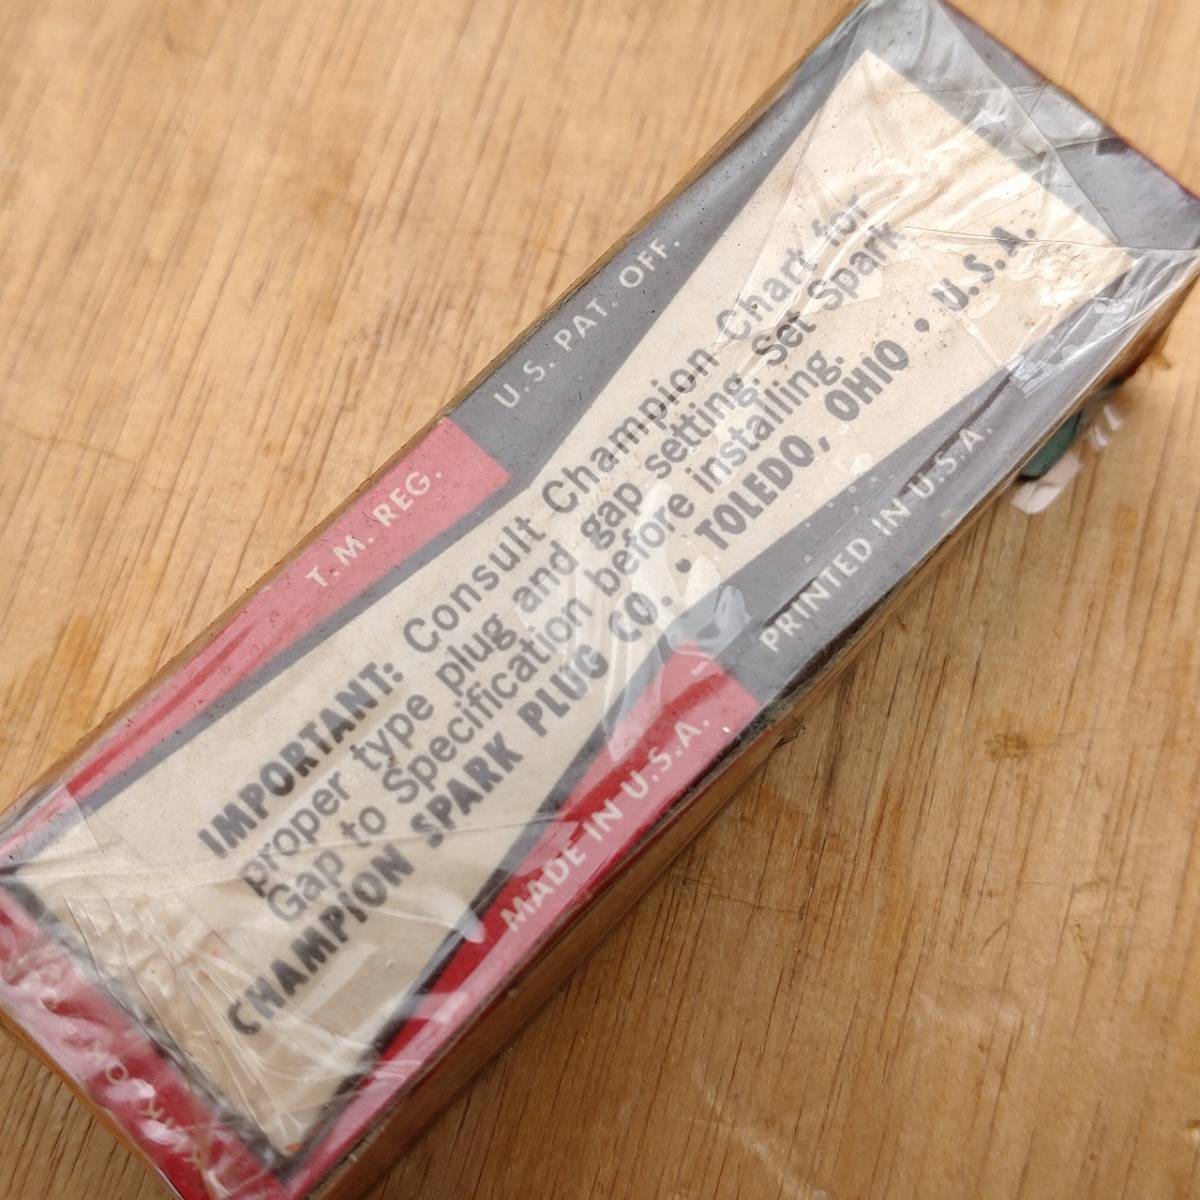 T.M. REG. U.S. PAT. OFF.
IMPORTANT: Consult Champion Chart for
proper type plug and gap setting. Set Spark
Gap to Specification before installing.
CHAMPION SPARK PLUG CO. • TOLEDO, OHIO • U.S.A.
MADE IN U.S.A. PRINTED IN U.S.A.